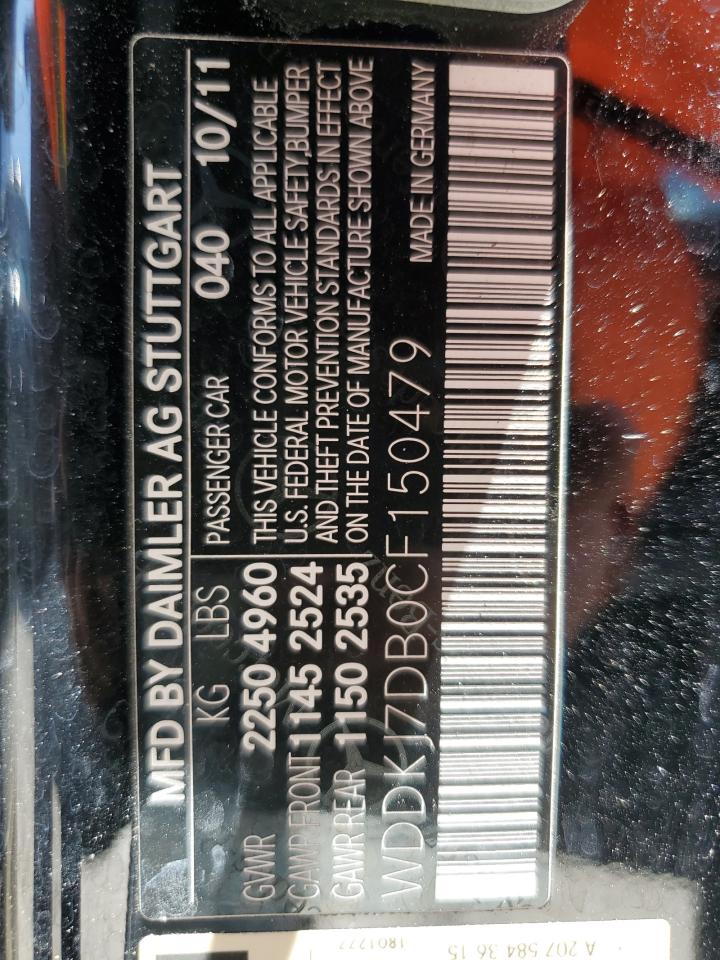 MFD BY DAIMLER AG STUTTGART
KG LBS PASSENGER CAR 040 10/11
GVWR 2250 4960
GAWR FRONT 1145 2524
GAWR REAR 1150 2535
THIS VEHICLE CONFORMS TO ALL APPLICABLE
U.S. FEDERAL MOTOR VEHICLE SAFETY, BUMPER,
AND THEFT PREVENTION STANDARDS IN EFFECT
ON THE DATE OF MANUFACTURE SHOWN ABOVE
WDDKJ7DB0CF150479 MADE IN GERMANY
A 207 584 36 15
1801277